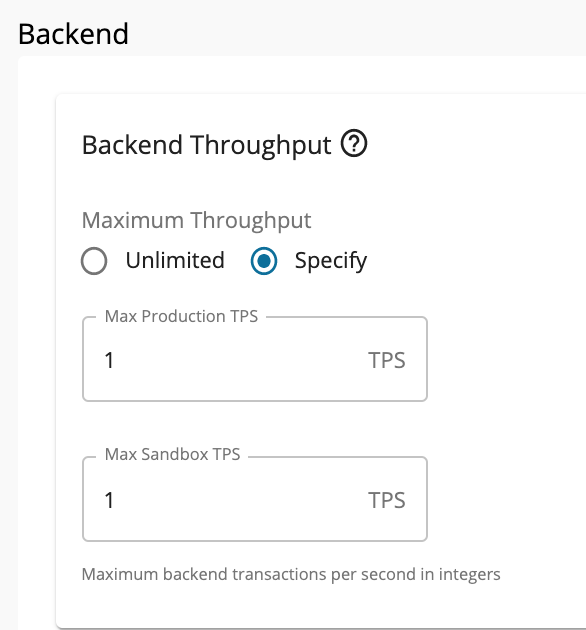 Backend
Backend Throughput ?
Maximum Throughput
Unlimited Specify
Max Production TPS
1 TPS
Max Sandbox TPS
1 TPS
Maximum backend transactions per second in integers